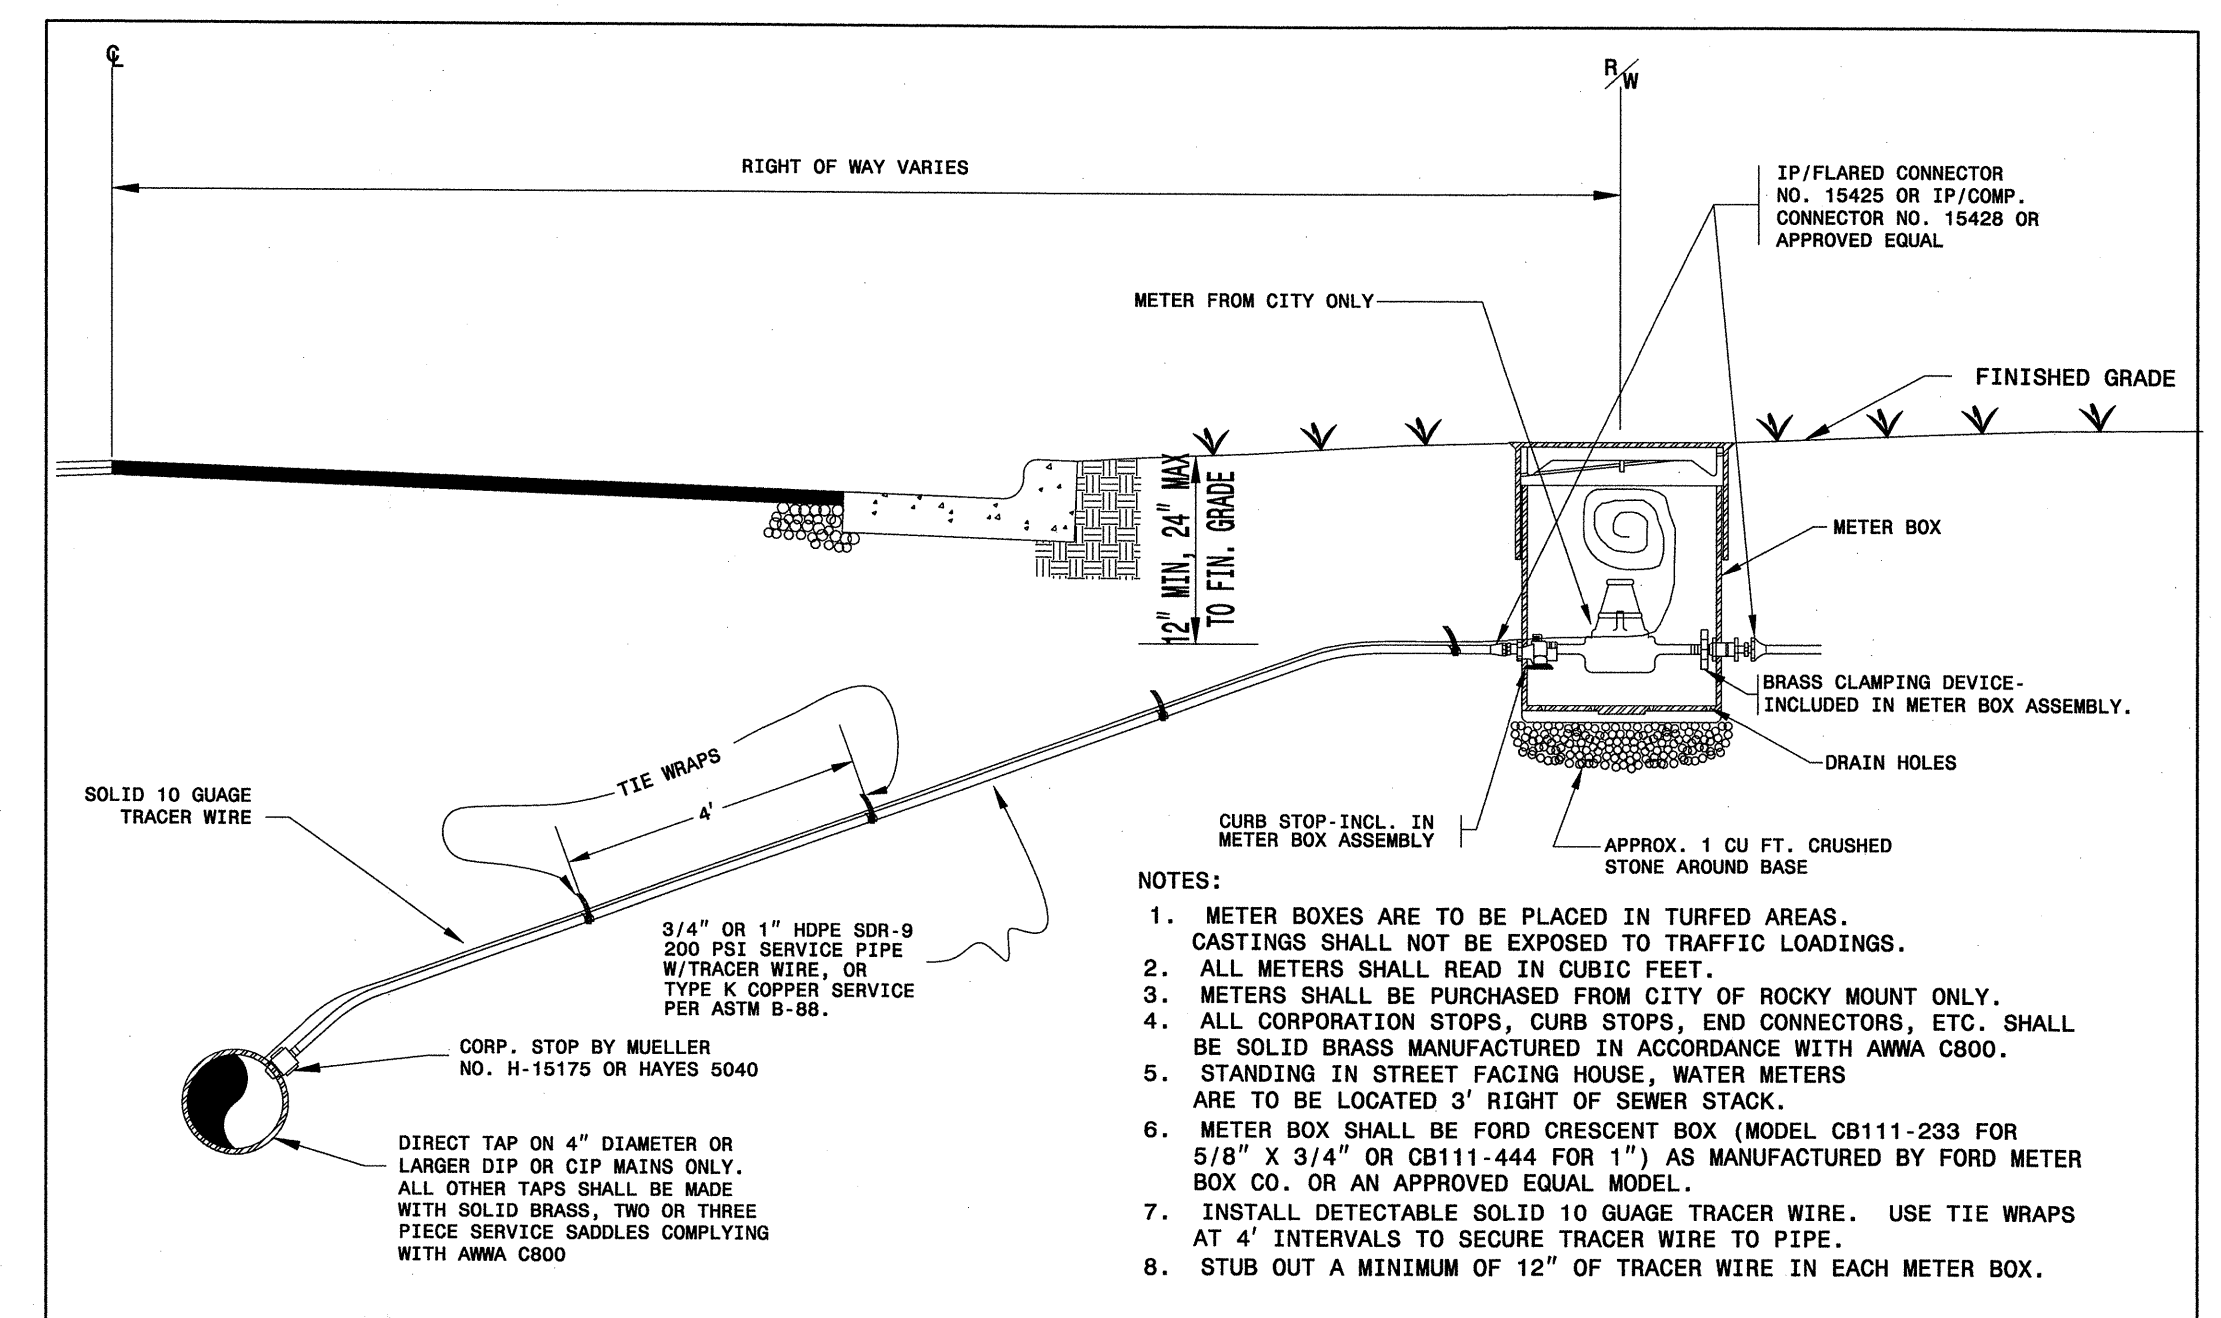 ℄
R/W
RIGHT OF WAY VARIES
IP/FLARED CONNECTOR
NO. 15425 OR IP/COMP.
CONNECTOR NO. 15428 OR
APPROVED EQUAL
METER FROM CITY ONLY
FINISHED GRADE
12" MIN, 24" MAX
TO FIN. GRADE
METER BOX
BRASS CLAMPING DEVICE-
INCLUDED IN METER BOX ASSEMBLY.
DRAIN HOLES
TIE WRAPS
4'
SOLID 10 GUAGE
TRACER WIRE
CURB STOP-INCL. IN
METER BOX ASSEMBLY
APPROX. 1 CU FT. CRUSHED
STONE AROUND BASE
3/4" OR 1" HDPE SDR-9
200 PSI SERVICE PIPE
W/TRACER WIRE, OR
TYPE K COPPER SERVICE
PER ASTM B-88.
CORP. STOP BY MUELLER
NO. H-15175 OR HAYES 5040
DIRECT TAP ON 4" DIAMETER OR
LARGER DIP OR CIP MAINS ONLY.
ALL OTHER TAPS SHALL BE MADE
WITH SOLID BRASS, TWO OR THREE
PIECE SERVICE SADDLES COMPLYING
WITH AWWA C800
NOTES:
1. METER BOXES ARE TO BE PLACED IN TURFED AREAS.
CASTINGS SHALL NOT BE EXPOSED TO TRAFFIC LOADINGS.
2. ALL METERS SHALL READ IN CUBIC FEET.
3. METERS SHALL BE PURCHASED FROM CITY OF ROCKY MOUNT ONLY.
4. ALL CORPORATION STOPS, CURB STOPS, END CONNECTORS, ETC. SHALL
BE SOLID BRASS MANUFACTURED IN ACCORDANCE WITH AWWA C800.
5. STANDING IN STREET FACING HOUSE, WATER METERS
ARE TO BE LOCATED 3' RIGHT OF SEWER STACK.
6. METER BOX SHALL BE FORD CRESCENT BOX (MODEL CB111-233 FOR
5/8" X 3/4" OR CB111-444 FOR 1") AS MANUFACTURED BY FORD METER
BOX CO. OR AN APPROVED EQUAL MODEL.
7. INSTALL DETECTABLE SOLID 10 GUAGE TRACER WIRE. USE TIE WRAPS
AT 4' INTERVALS TO SECURE TRACER WIRE TO PIPE.
8. STUB OUT A MINIMUM OF 12" OF TRACER WIRE IN EACH METER BOX.